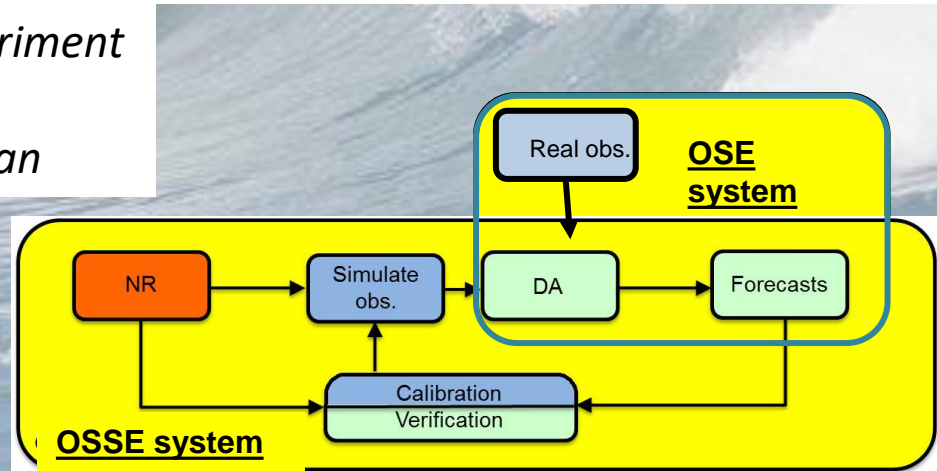 riment
an
Real obs.
OSE
system
NR
Simulate
obs.
DA
Forecasts
Calibration
Verification
OSSE system